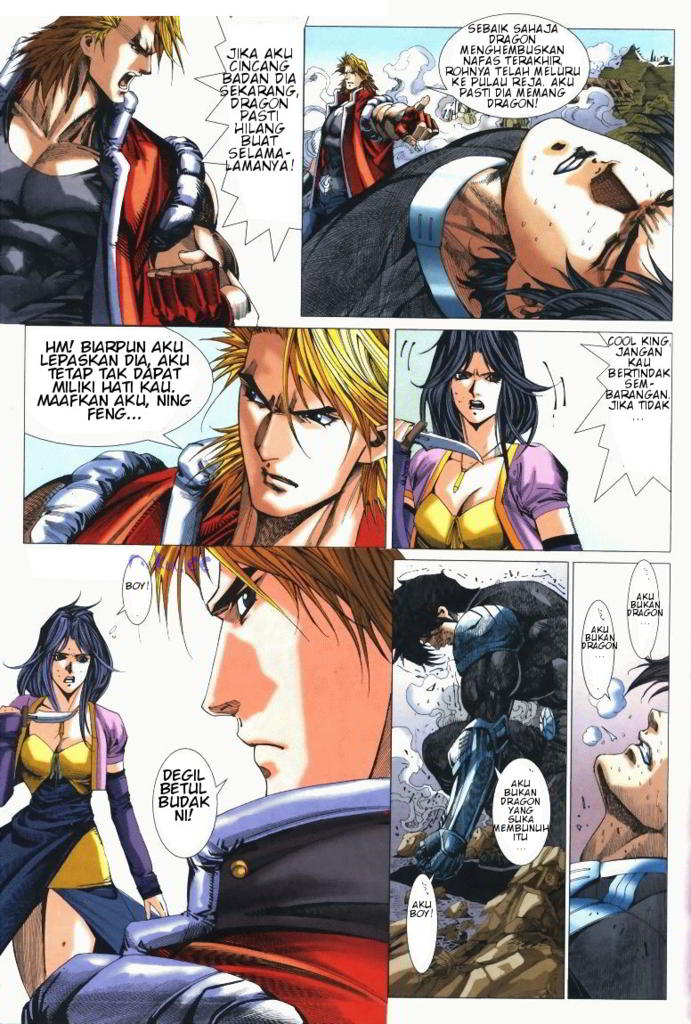 JIKA AKU
CINCANG
BADAN DIA
SEKARANG,
DRAGON
PASTI
HILANG
BUAT
SELAMA-
LAMANYA!
SEBAIK SAHAJA
DRAGON
MENGHEMBUSKAN
NAFAS TERAKHIR,
ROHNYA TELAH MELURU
KE PULAU REJA. AKU
PASTI DIA MEMANG
DRAGON!
HM! BIARPUN AKU
LEPASKAN DIA, AKU
TETAP TAK DAPAT
MILIKI HATI KAU.
MAAFKAN AKU, NING
FENG...
COOL KING,
JANGAN
KAU
BERTINDAK
SEM-
BARANGAN.
JIKA TIDAK
...
BOY!
DEGIL
BETUL
BUDAK
NI!
AKU
BUKAN
DRAGON
YANG
SUKA
MEMBUNUH
ITU
...
AKU
BOY!
AKU
BUKAN
DRAGON
...
AKU
BUKAN
DRAGON
...